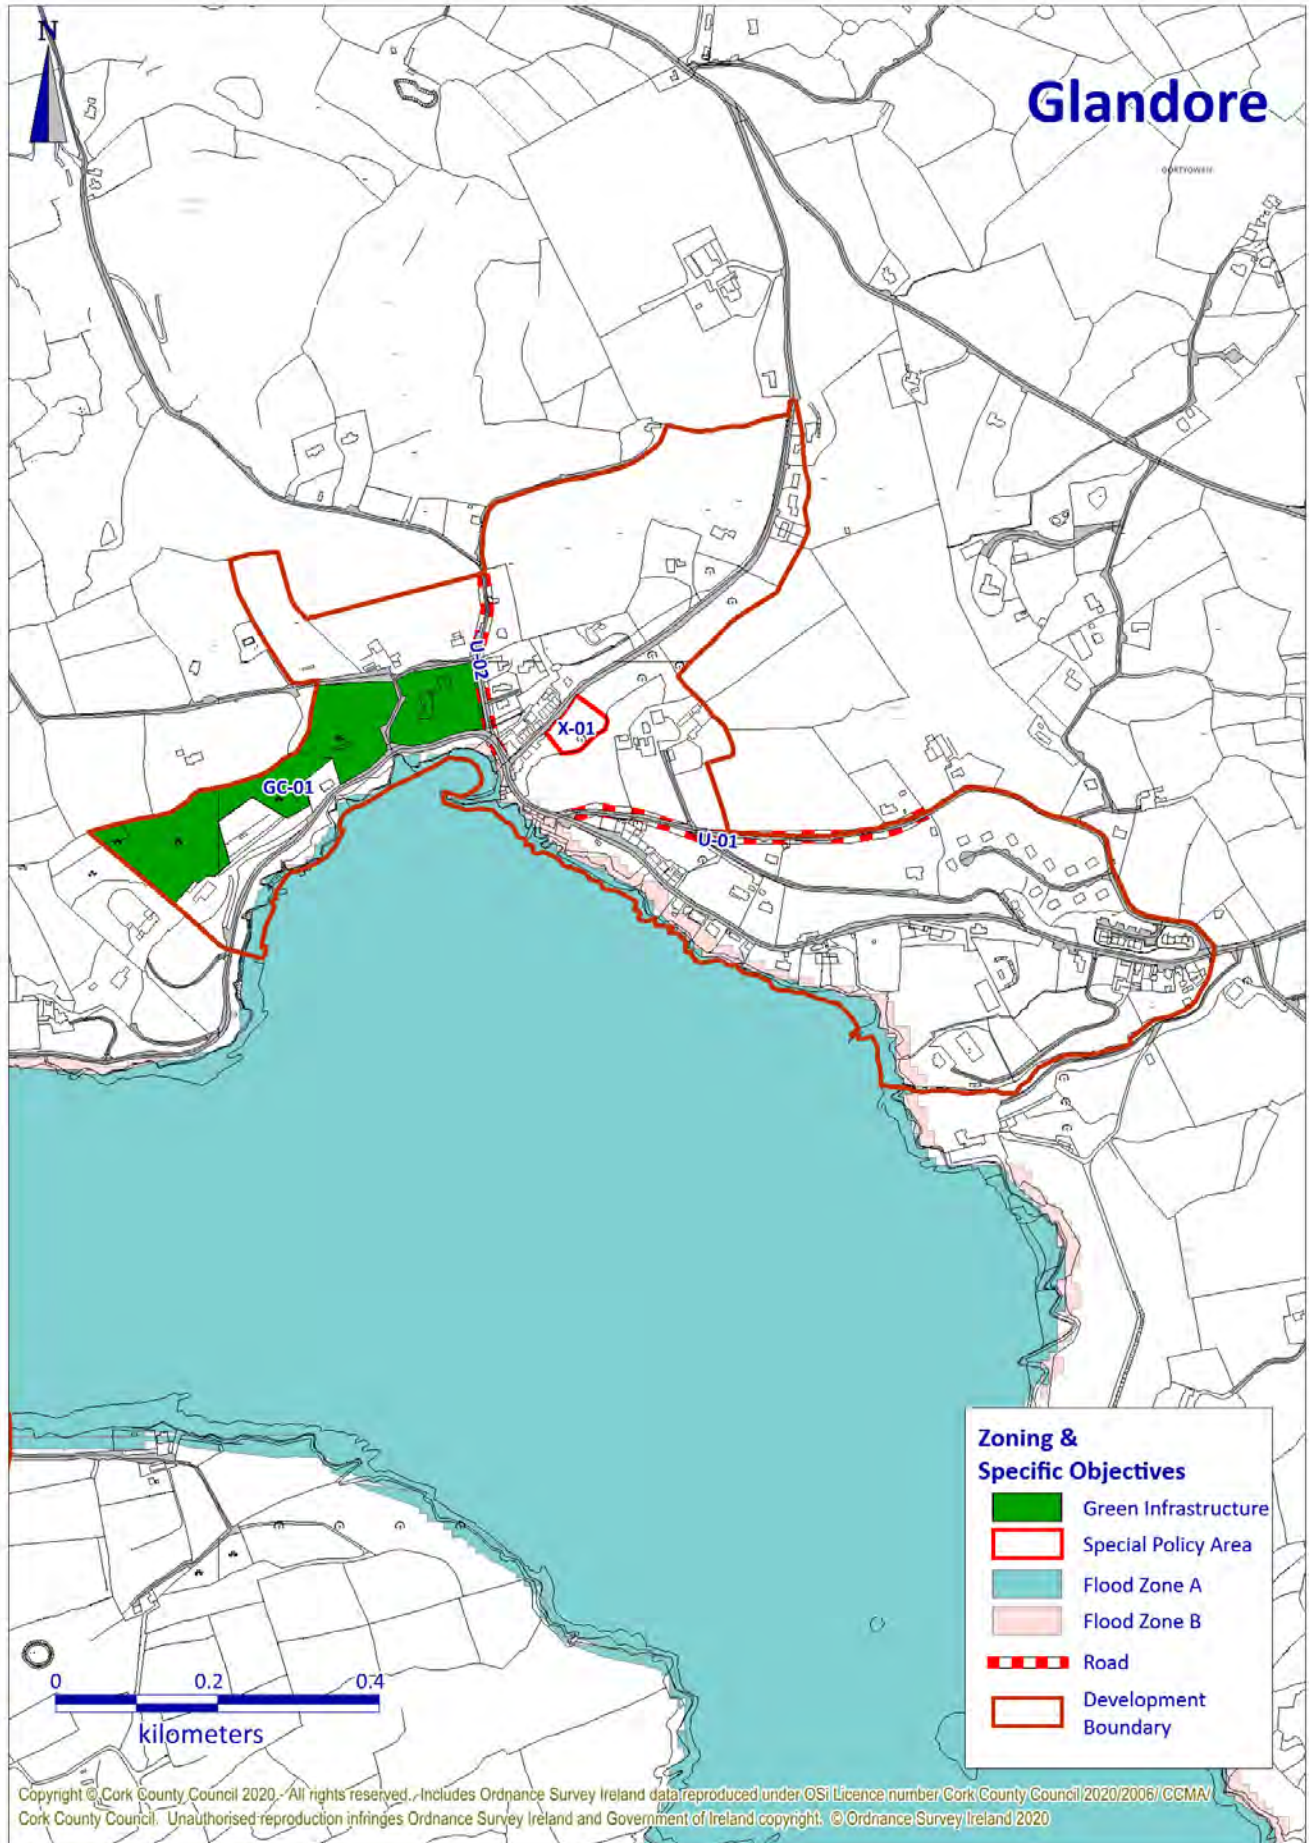 N
Glandore
U-02
X-01
GC-01
U-01
Zoning &
Specific Objectives
Green Infrastructure
Special Policy Area
Flood Zone A
Flood Zone B
Road
Development
Boundary
0 0.2 0.4
kilometers
Copyright © Cork County Council 2020 - All rights reserved. Includes Ordnance Survey Ireland data reproduced under OSi Licence number Cork County Council 2020/2006/ CCMA/
Cork County Council. Unauthorised reproduction infringes Ordnance Survey Ireland and Government of Ireland copyright. © Ordnance Survey Ireland 2020